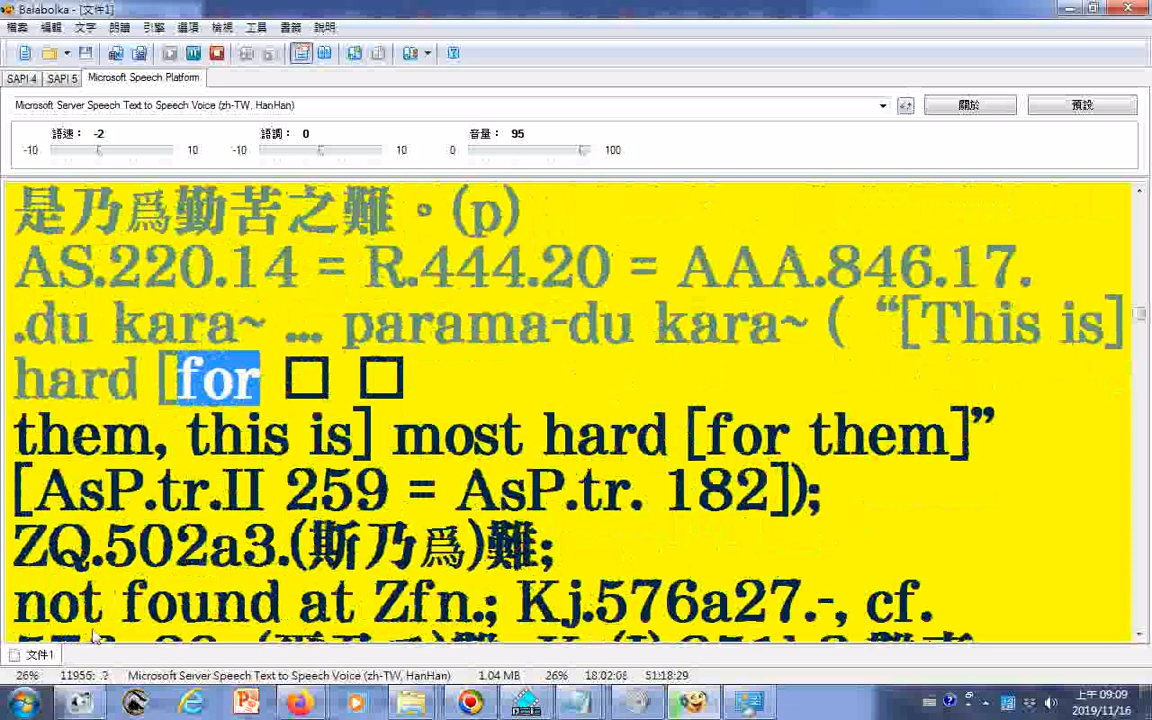 Balabolka - [文件1]
檔案 編輯 文字 朗讀 引擎 選項 檢視 工具 書籤 說明
SAPI 4 SAPI 5 Microsoft Speech Platform
Microsoft Server Speech Text to Speech Voice (zh-TW, HanHan) 關於 預設
語速： -2 語調： 0 音量： 95
-10 10 -10 10 0 100
是乃爲勤苦之難。(p)
AS.220.14 = R.444.20 = AAA.846.17.
.du kara~ ... parama-du kara~ ( “[This is]
hard [for □ □
them, this is] most hard [for them]”
[AsP.tr.II 259 = AsP.tr. 182]);
ZQ.502a3.(斯乃爲)難;
not found at Zfn.; Kj.576a27.-, cf.
文件1
26% 11955: ? Microsoft Server Speech Text to Speech Voice (zh-TW, HanHan) 1.04 MB 26% 18:02:08 51:18:29
上午 09:09
2019/11/16